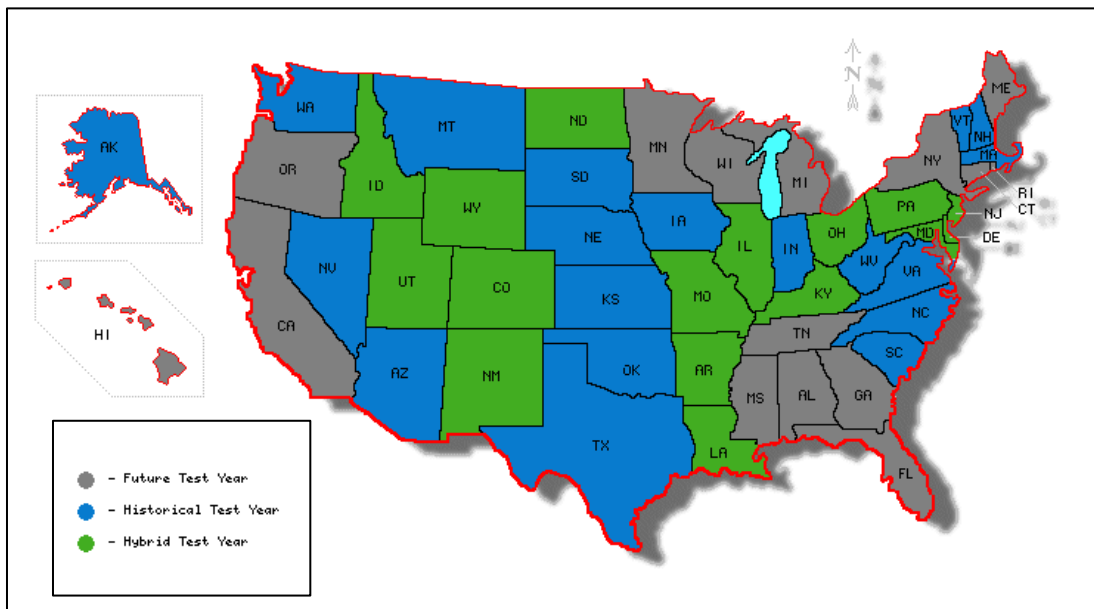 N
ME
WA
MT
ND
MN
VT
NH
AK
MA
OR
ID
SD
WI
NY
MI
WY
RI
CT
IA
PA
NJ
NE
OH
MD
DE
NV
IL
IN
UT
CO
WV
VA
KS
MO
KY
HI
CA
NC
TN
OK
AZ
NM
AR
SC
MS
AL
GA
TX
LA
FL
- Future Test Year
- Historical Test Year
- Hybrid Test Year